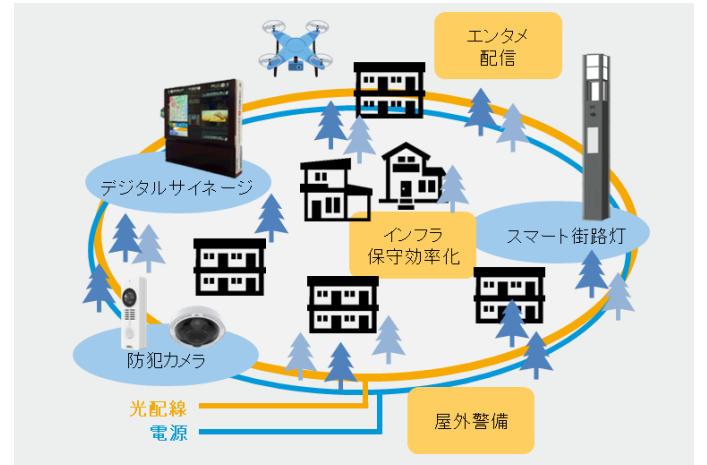 エンタメ
配信
デジタルサイネージ
インフラ
保守効率化
スマート街路灯
防犯カメラ
光配線
電源
屋外警備